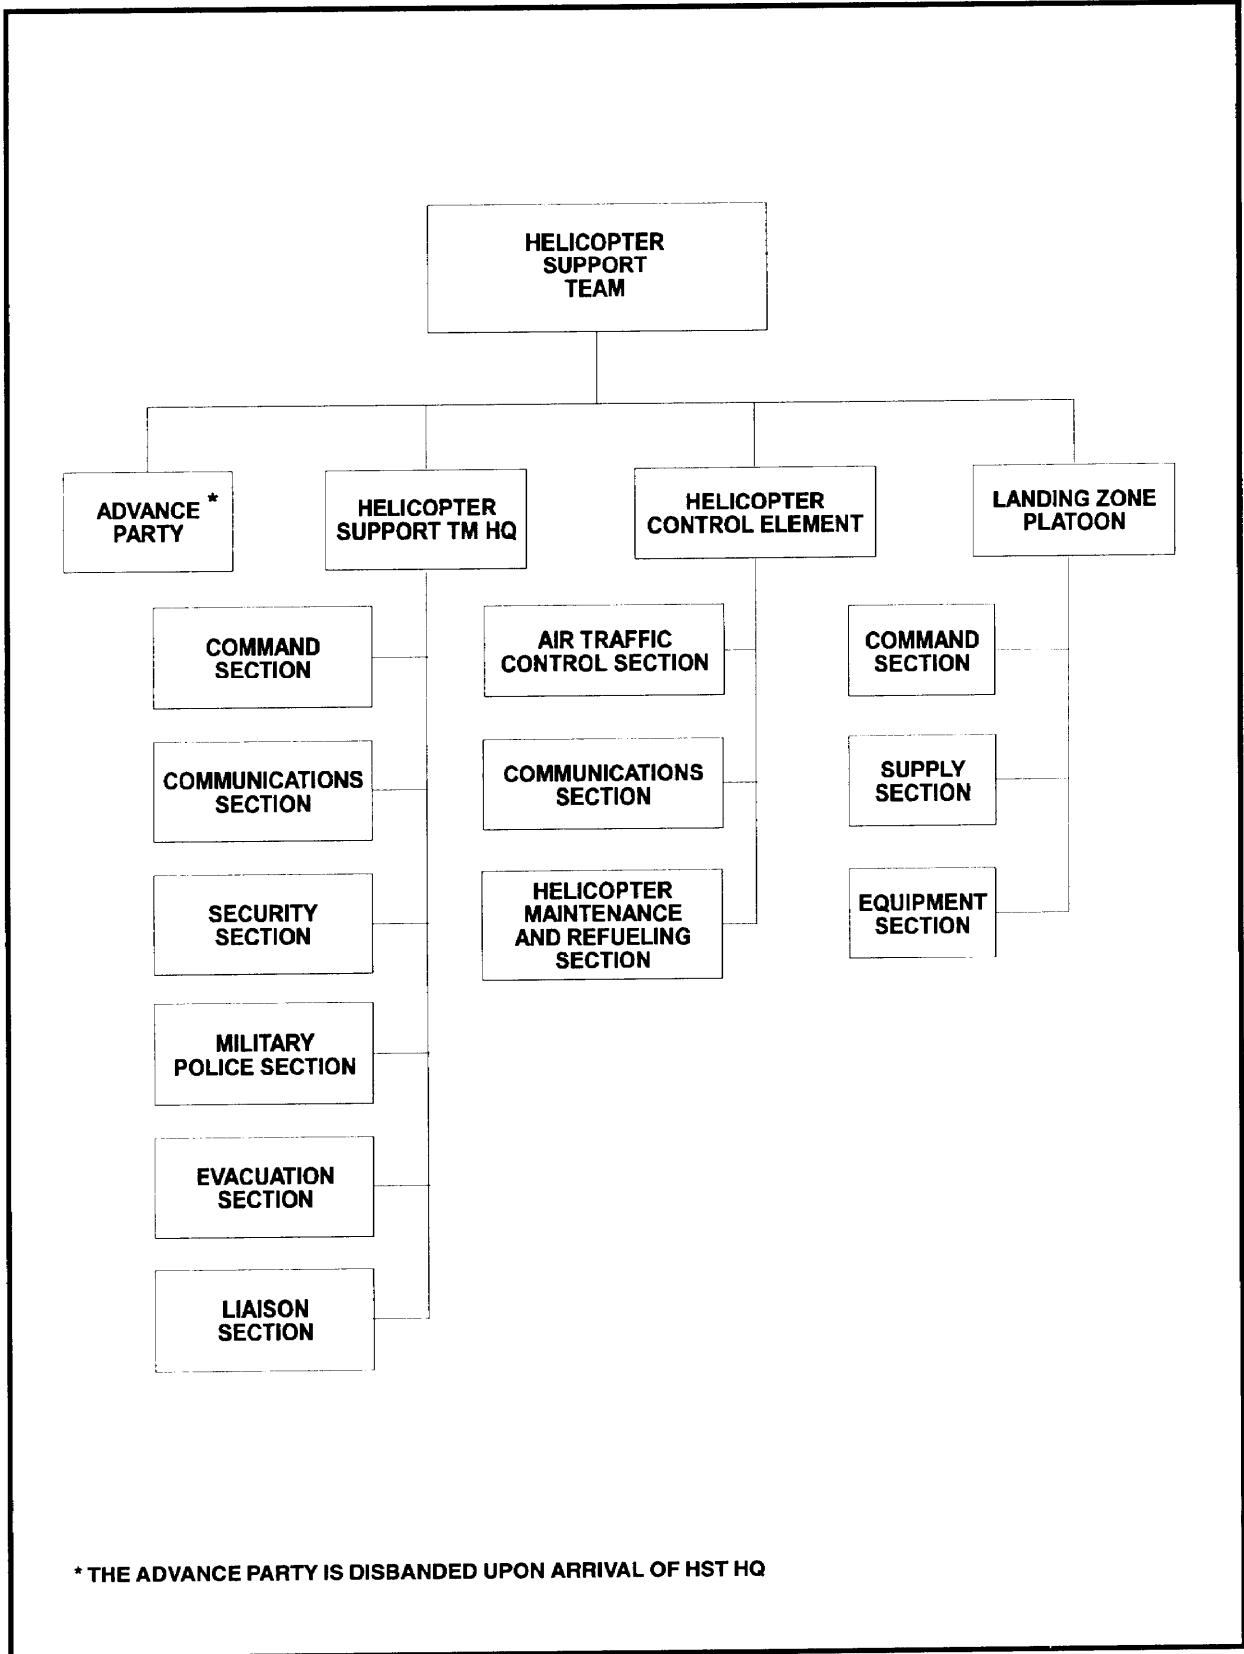 HELICOPTER
SUPPORT
TEAM
ADVANCE *
PARTY
HELICOPTER
SUPPORT TM HQ
HELICOPTER
CONTROL ELEMENT
LANDING ZONE
PLATOON
COMMAND
SECTION
COMMUNICATIONS
SECTION
SECURITY
SECTION
MILITARY
POLICE SECTION
EVACUATION
SECTION
LIAISON
SECTION
AIR TRAFFIC
CONTROL SECTION
COMMUNICATIONS
SECTION
HELICOPTER
MAINTENANCE
AND REFUELING
SECTION
COMMAND
SECTION
SUPPLY
SECTION
EQUIPMENT
SECTION
* THE ADVANCE PARTY IS DISBANDED UPON ARRIVAL OF HST HQ